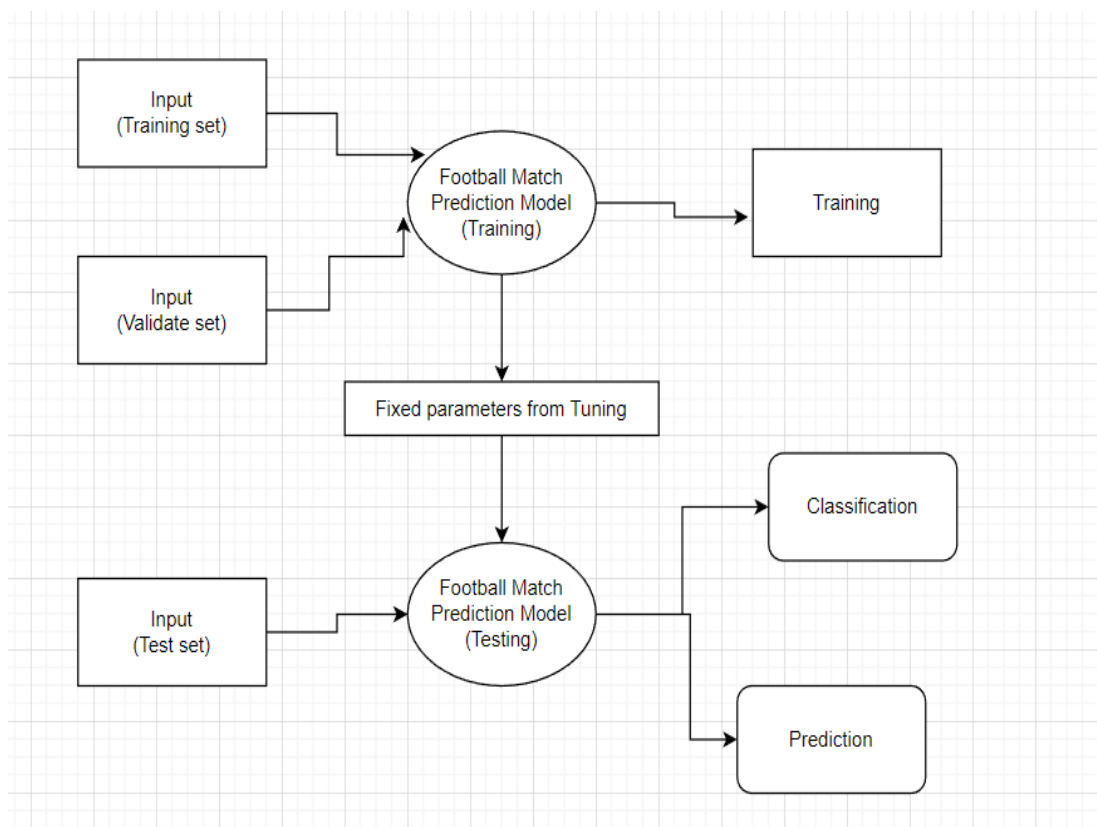 Input
(Training set)
Football Match
Prediction Model
(Training)
Training
Input
(Validate set)
Fixed parameters from Tuning
Classification
Input
(Test set)
Football Match
Prediction Model
(Testing)
Prediction